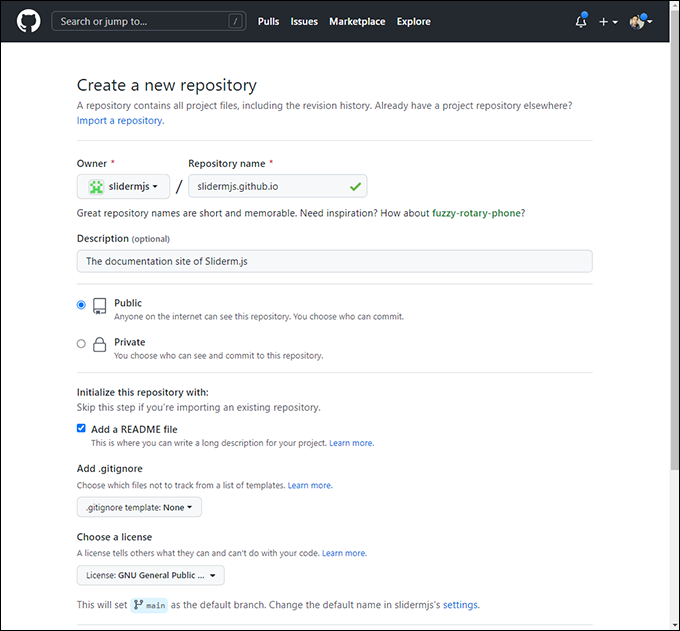 Search or jump to... /
Pulls Issues Marketplace Explore
Create a new repository
A repository contains all project files, including the revision history. Already have a project repository elsewhere?
Import a repository.
Owner * Repository name *
slidermjs / slidermjs.github.io
Great repository names are short and memorable. Need inspiration? How about fuzzy-rotary-phone?
Description (optional)
The documentation site of Sliderm.js
Public
Anyone on the internet can see this repository. You choose who can commit.
Private
You choose who can see and commit to this repository.
Initialize this repository with:
Skip this step if you're importing an existing repository.
Add a README file
This is where you can write a long description for your project. Learn more.
Add .gitignore
Choose which files not to track from a list of templates. Learn more.
.gitignore template: None
Choose a license
A license tells others what they can and can't do with your code. Learn more.
License: GNU General Public ...
This will set main as the default branch. Change the default name in slidermjs's settings.